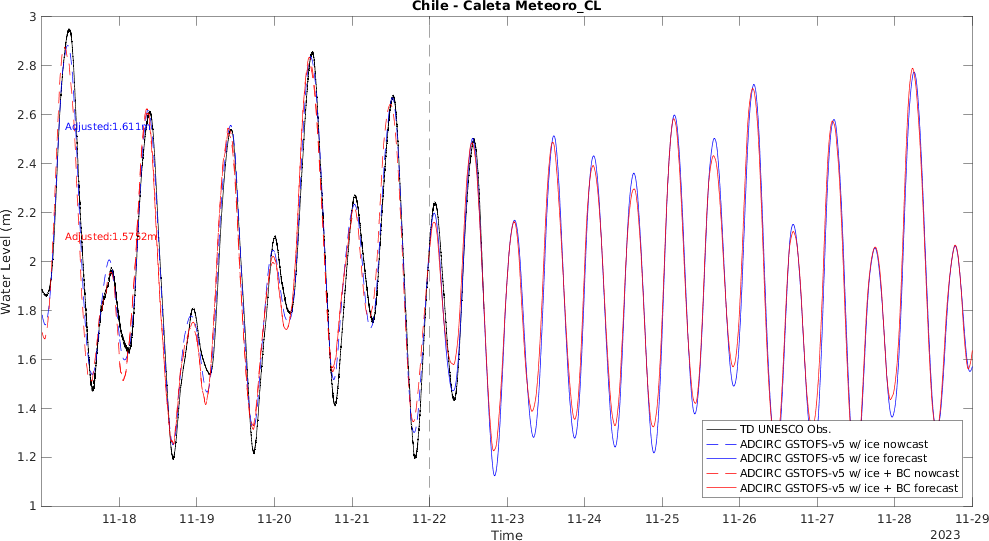 Chile - Caleta Meteoro_CL
3
2.8
2.6
2.4
2.2
2
1.8
1.6
1.4
1.2
1
Water Level (m)
Adjusted:1.611m
Adjusted:1.5752m
TD UNESCO Obs.
ADCIRC GSTOFS-v5 w/ ice nowcast
ADCIRC GSTOFS-v5 w/ ice forecast
ADCIRC GSTOFS-v5 w/ ice + BC nowcast
ADCIRC GSTOFS-v5 w/ ice + BC forecast
11-18 11-19 11-20 11-21 11-22 11-23 11-24 11-25 11-26 11-27 11-28 11-29
Time
2023